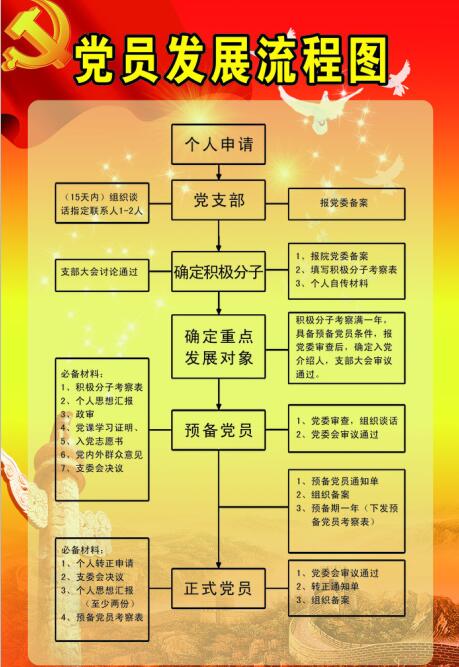 党员发展流程图
个人申请
（15天内）组织谈
话指定联系人1-2人
党支部
报党委备案
支部大会讨论通过
确定积极分子
1、报院党委备案
2、填写积极分子考察表
3、个人自传材料
确定重点
发展对象
积极分子考察满一年，
具备预备党员条件，报
党委审查后，确定入党
介绍人，支部大会审议
通过。
必备材料：
1、积极分子考察表
2、个人思想汇报
3、政审
4、党课学习证明、
5、入党志愿书
6、党内外群众意见
7、支委会决议
预备党员
1、党委审查，组织谈话
2、党委会审议通过
1、预备党员通知单
2、组织备案
3、预备期一年（下发预
备党员考察表）
必备材料：
1、个人转正申请
2、支委会决议
3、个人思想汇报
（至少两份）
4、预备党员考察表
正式党员
1、党委会审议通过
2、转正通知单
3、组织备案